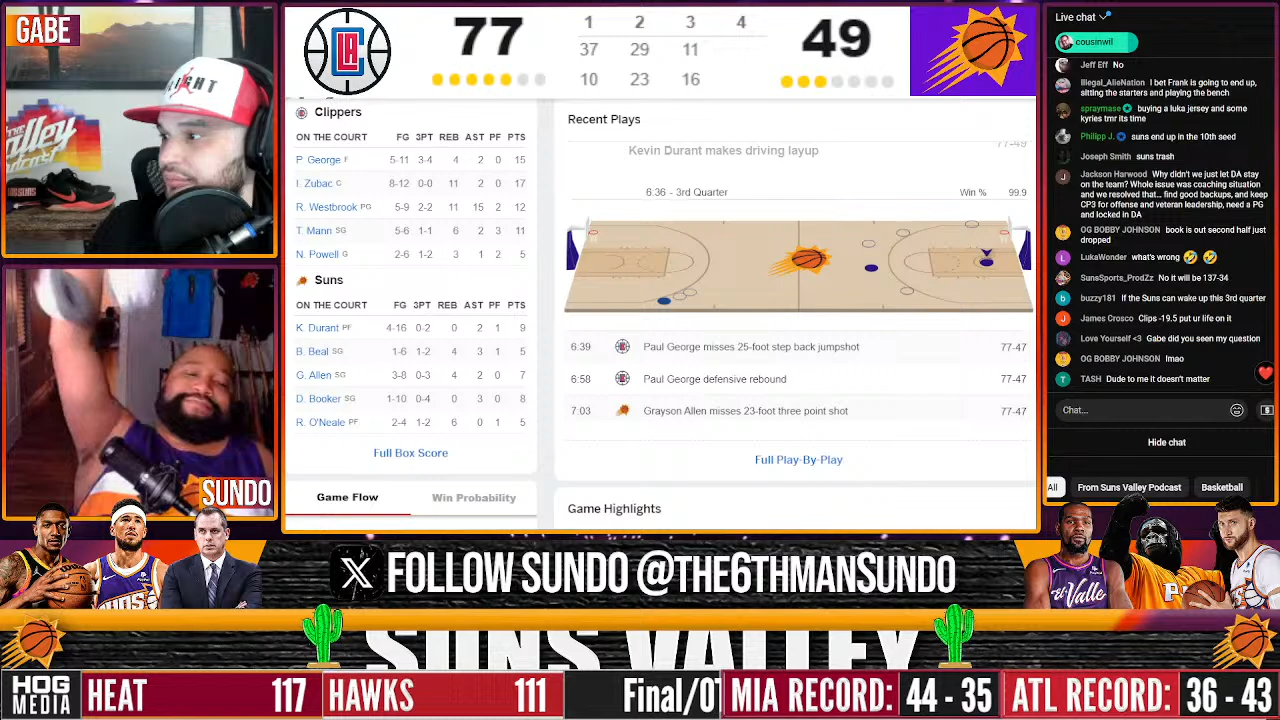 GABE
THE
Valley
Podcast
SUNDO
77
1 2 3 4
37 29 11
10 23 16
49
Clippers
ON THE COURT FG 3PT REB AST PF PTS
P. George F 5-11 3-4 4 2 0 15
I. Zubac C 8-12 0-0 11 2 0 17
R. Westbrook PG 5-9 2-2 11 15 2 12
T. Mann SG 5-6 1-1 6 2 3 11
N. Powell G 2-6 1-2 3 1 2 5
Suns
ON THE COURT FG 3PT REB AST PF PTS
K. Durant PF 4-16 0-2 0 2 1 9
B. Beal SG 1-6 1-2 4 3 1 5
G. Allen SG 3-8 0-3 4 2 0 7
D. Booker SG 1-10 0-4 0 3 0 8
R. O'Neale PF 2-4 1-2 6 0 1 5
Full Box Score
Game Flow Win Probability
Recent Plays
Kevin Durant makes driving layup 77-49
6:36 - 3rd Quarter Win % 99.9
6:39 Paul George misses 25-foot step back jumpshot 77-47
6:58 Paul George defensive rebound 77-47
7:03 Grayson Allen misses 23-foot three point shot 77-47
Full Play-By-Play
Game Highlights
Live chat
cousinwil
Jeff Eff No
Illegal_AlieNation I bet Frank is going to end up,
sitting the starters and playing the bench
spraymase buying a luka jersey and some
kyries tmr its time
Philipp J. suns end up in the 10th seed
Joseph Smith suns trash
Jackson Harwood Why didn't we just let DA stay
on the team? Whole issue was coaching situation
and we resolved that... find good backups, and keep
CP3 for offense and veteran leadership, need a PG
and locked in DA
OG BOBBY JOHNSON book is out second half just
dropped
LukaWonder what's wrong 🤣 🤣
SunsSports_ProdZz No it will be 137-34
buzzy181 If the Suns can wake up this 3rd quarter
James Crosco Clips -19.5 put ur life on it
Love Yourself <3 Gabe did you seen my question
OG BOBBY JOHNSON lmao
TASH Dude to me it doesn't matter
Chat...
Hide chat
All From Suns Valley Podcast Basketball
X FOLLOW SUNDO @THE6THMANSUNDO
SUNS VALLEY
HOG
MEDIA
HEAT 117 HAWKS 111 Final/OT MIA RECORD: 44 - 35 ATL RECORD: 36 - 43